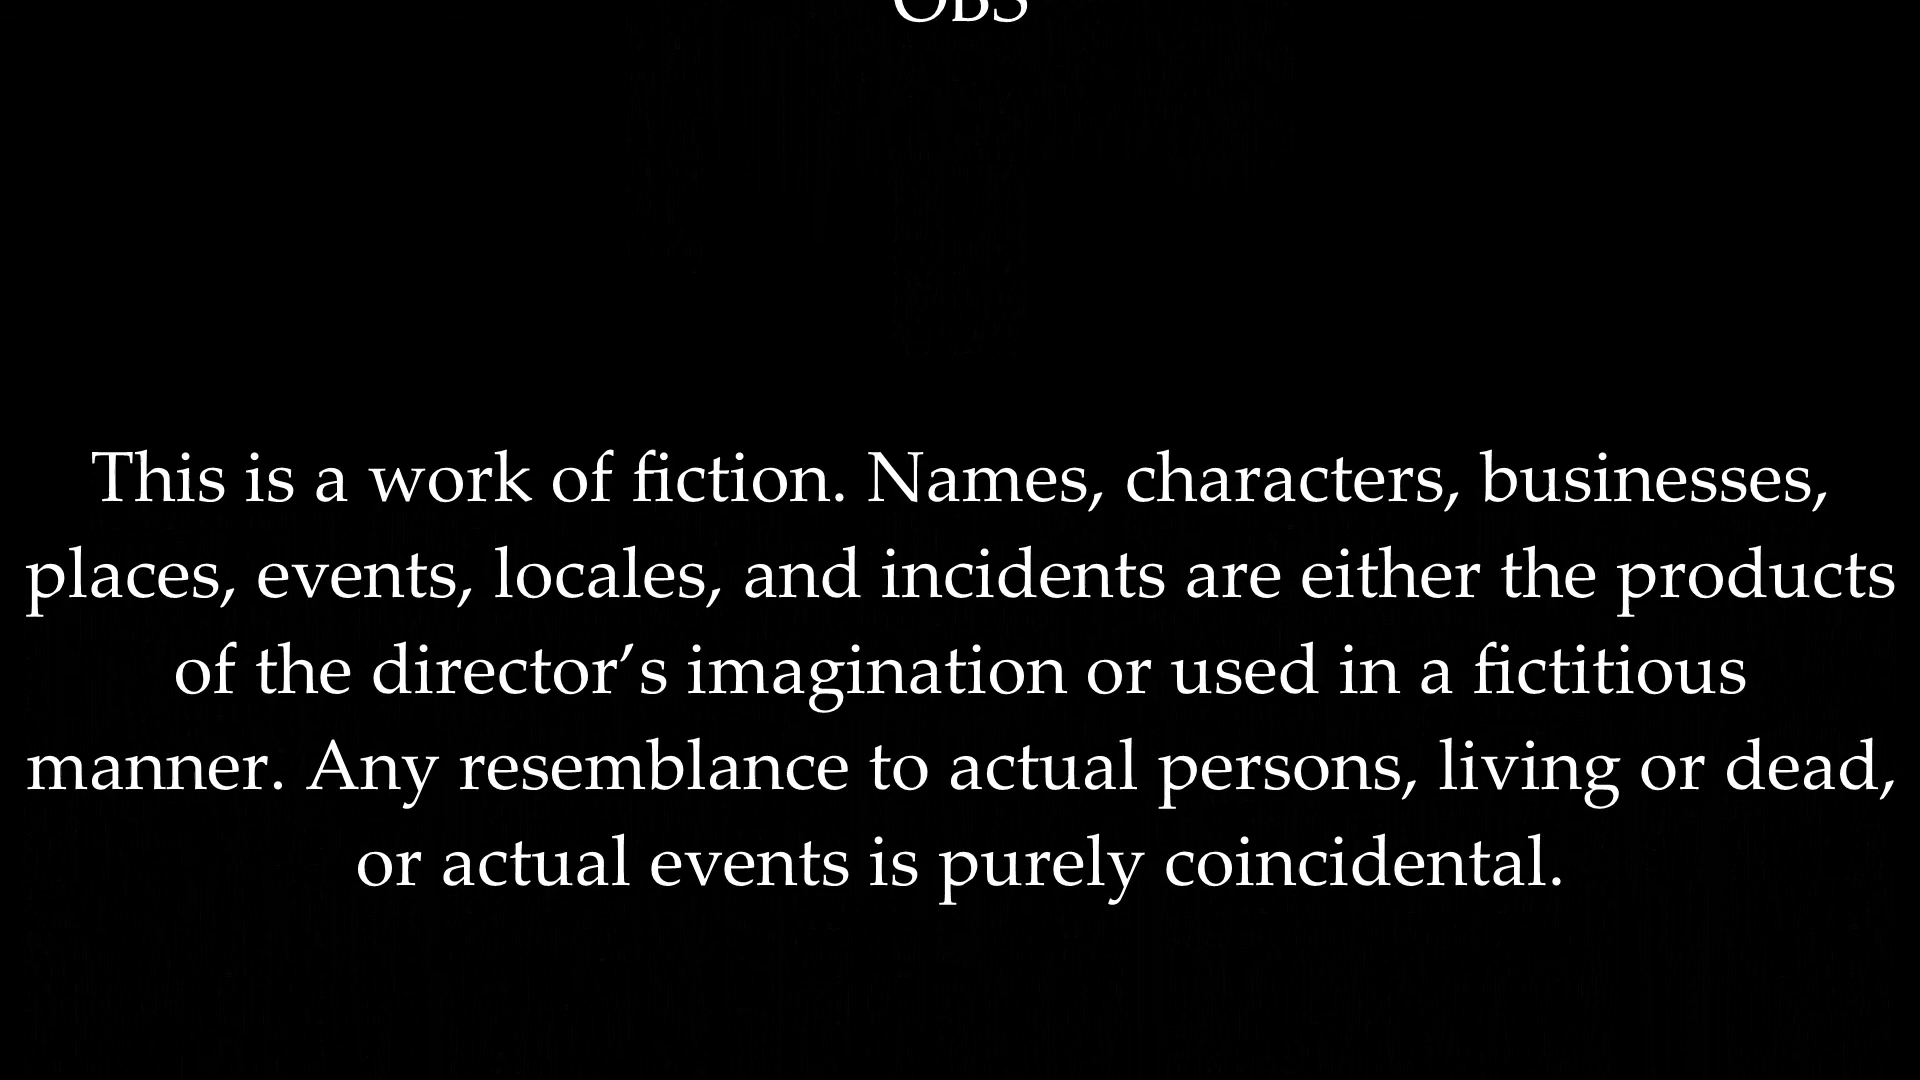 OBS
This is a work of fiction. Names, characters, businesses,
places, events, locales, and incidents are either the products
of the director’s imagination or used in a fictitious
manner. Any resemblance to actual persons, living or dead,
or actual events is purely coincidental.